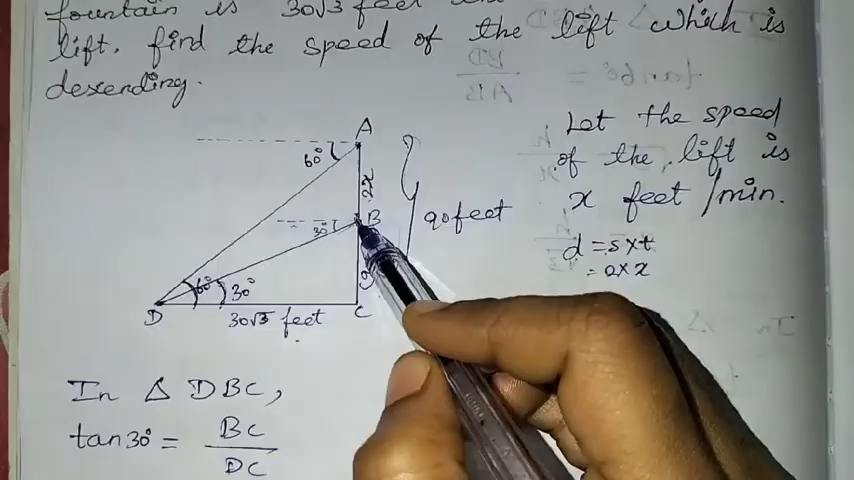 fountain is 30√3 feet
lift. find the speed of the lift which is
descending.
A
60°
2x
B
30°
90 feet
60°
30°
D
30√3 feet
C
Let the speed
of the lift is
x feet/min.
d = s×t
= 2×x
In △ DBC,
tan30° = BC
DC